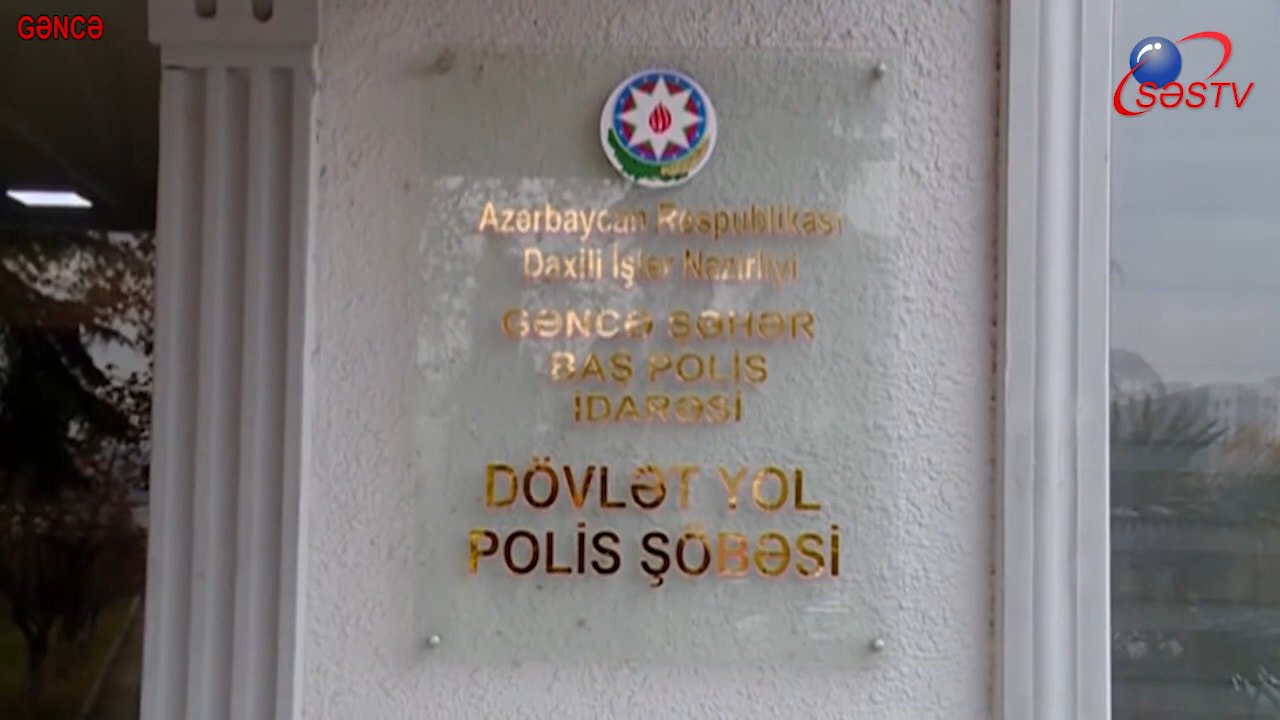 GƏNCƏ
SƏSTV
Azərbaycan Respublikası
Daxili İşlər Nazirliyi
GƏNCƏ ŞƏHƏR
BAŞ POLİS
İDARƏSİ
DÖVLƏT YOL
POLİS ŞÖBƏSİ